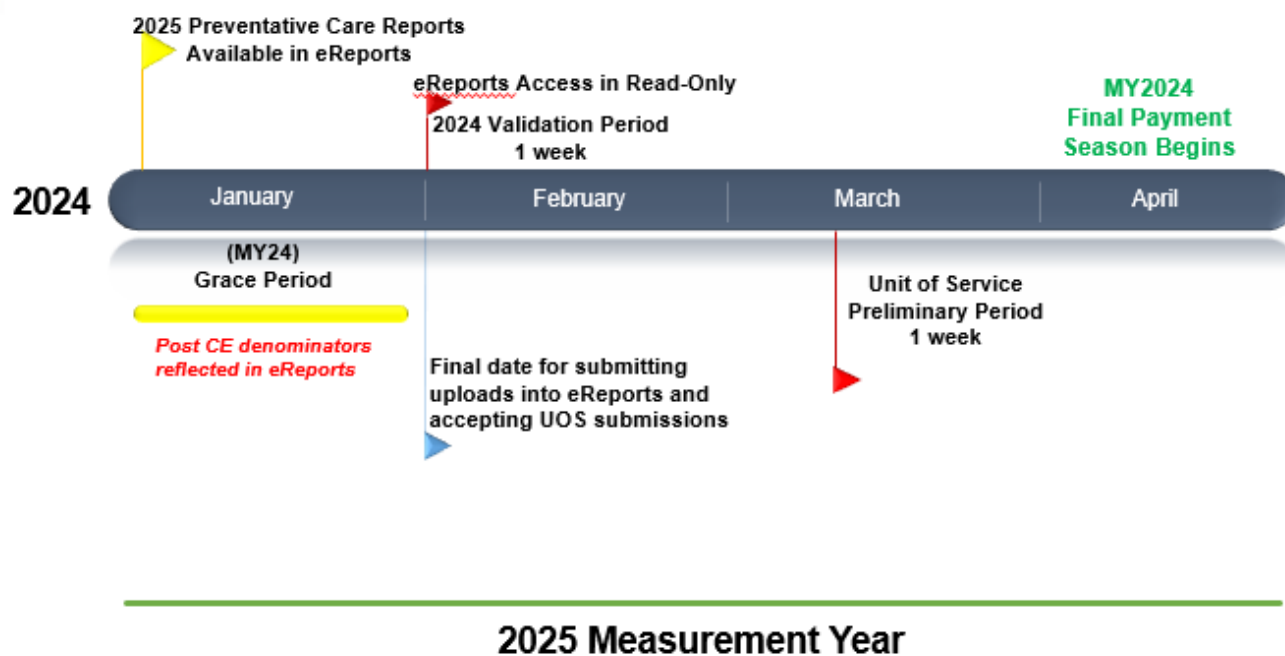 2025 Preventative Care Reports
Available in eReports
eReports Access in Read-Only
2024 Validation Period
1 week
MY2024
Final Payment
Season Begins
2024
January
February
March
April
(MY24)
Grace Period
Post CE denominators
reflected in eReports
Final date for submitting
uploads into eReports and
accepting UOS submissions
Unit of Service
Preliminary Period
1 week
2025 Measurement Year